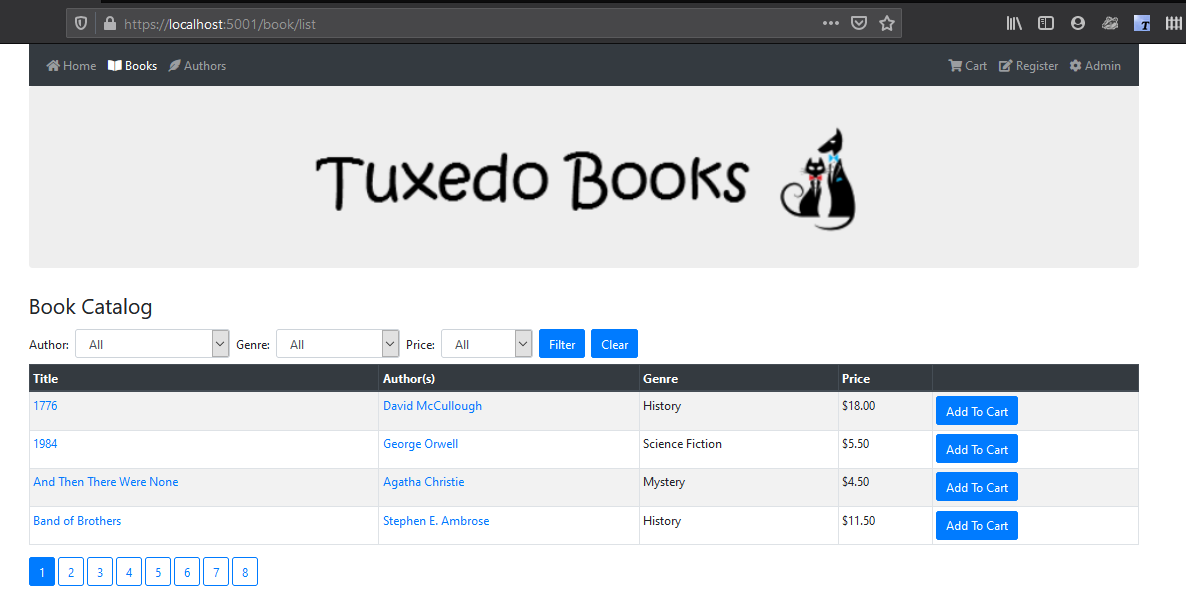 https://localhost:5001/book/list
Home Books Authors Cart Register Admin
Tuxedo Books
Book Catalog
Author: All Genre: All Price: All Filter Clear
Title Author(s) Genre Price
1776 David McCullough History $18.00 Add To Cart
1984 George Orwell Science Fiction $5.50 Add To Cart
And Then There Were None Agatha Christie Mystery $4.50 Add To Cart
Band of Brothers Stephen E. Ambrose History $11.50 Add To Cart
1 2 3 4 5 6 7 8